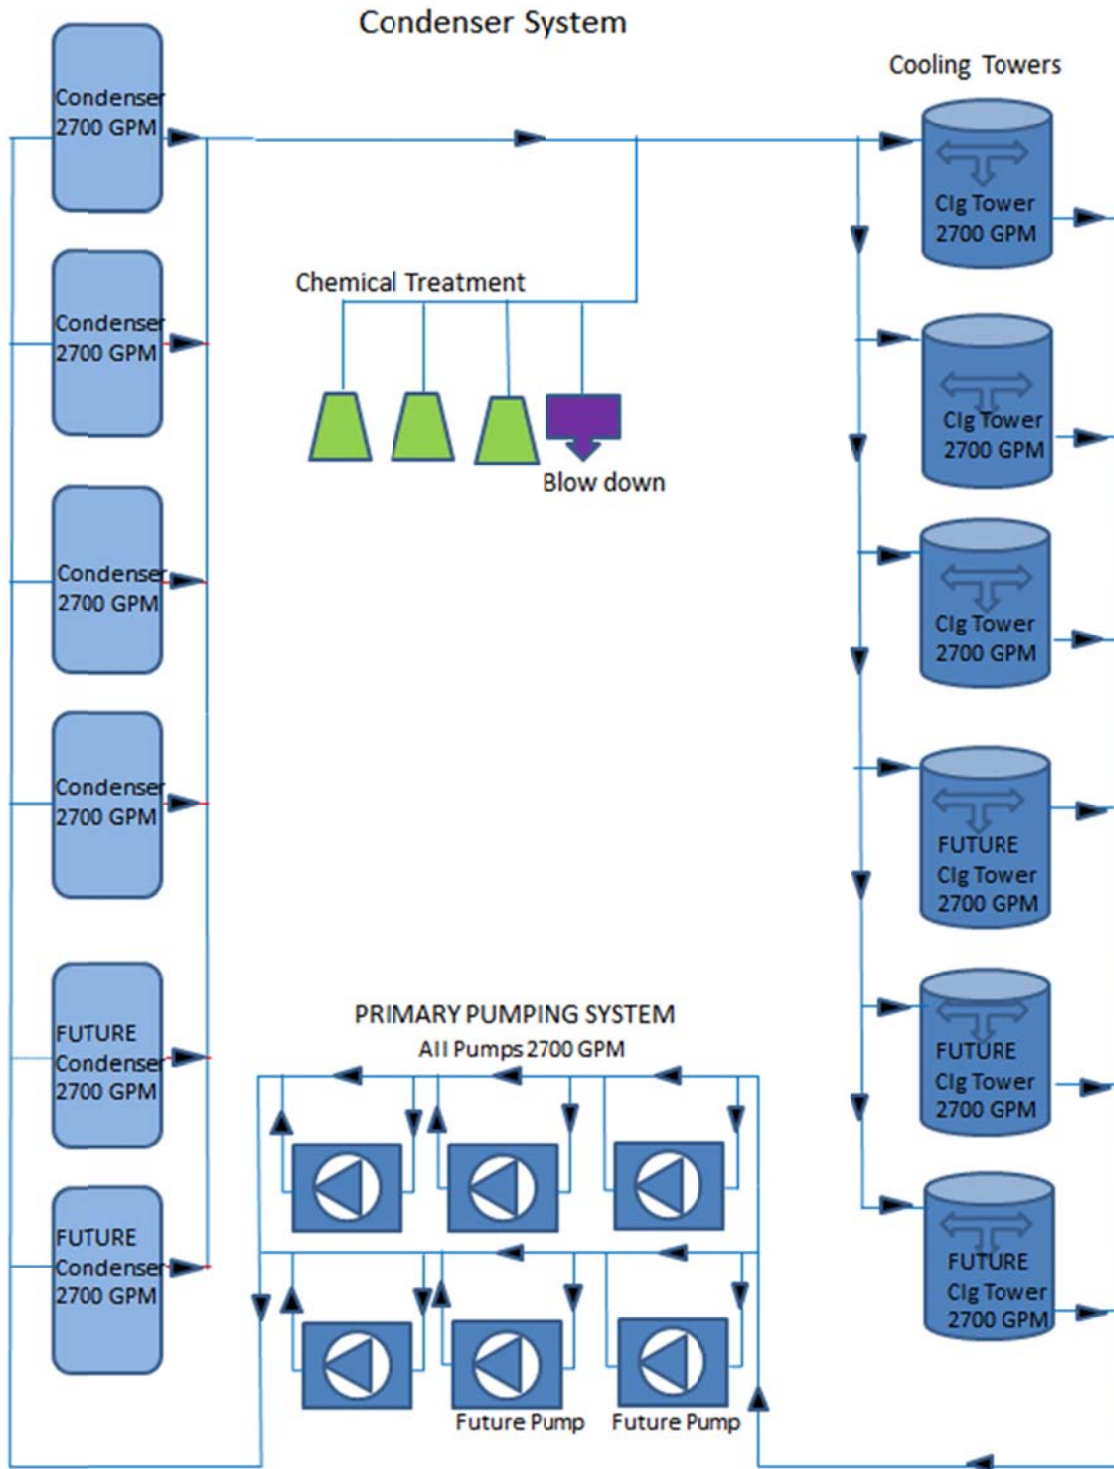 Condenser System
Cooling Towers
Condenser
2700 GPM
Condenser
2700 GPM
Condenser
2700 GPM
Condenser
2700 GPM
FUTURE
Condenser
2700 GPM
FUTURE
Condenser
2700 GPM
Chemical Treatment
Blow down
PRIMARY PUMPING SYSTEM
All Pumps 2700 GPM
Future Pump
Future Pump
Clg Tower
2700 GPM
Clg Tower
2700 GPM
Clg Tower
2700 GPM
FUTURE
Clg Tower
2700 GPM
FUTURE
Clg Tower
2700 GPM
FUTURE
Clg Tower
2700 GPM